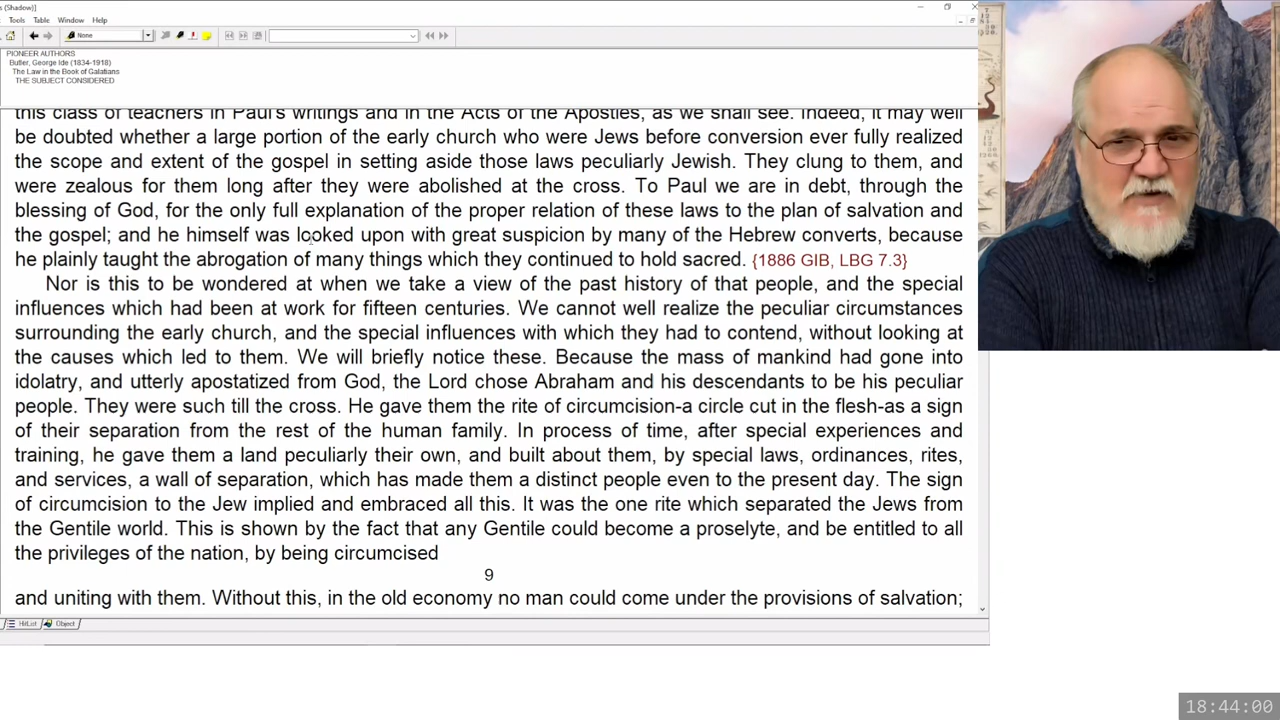 s (Shadow)]
Tools Table Window Help
None
PIONEER AUTHORS
Butler, George Ide (1834-1918)
The Law in the Book of Galatians
THE SUBJECT CONSIDERED
this class of teachers in Paul's writings and in the Acts of the Apostles, as we shall see. Indeed, it may well
be doubted whether a large portion of the early church who were Jews before conversion ever fully realized
the scope and extent of the gospel in setting aside those laws peculiarly Jewish. They clung to them, and
were zealous for them long after they were abolished at the cross. To Paul we are in debt, through the
blessing of God, for the only full explanation of the proper relation of these laws to the plan of salvation and
the gospel; and he himself was looked upon with great suspicion by many of the Hebrew converts, because
he plainly taught the abrogation of many things which they continued to hold sacred. {1886 GIB, LBG 7.3}
Nor is this to be wondered at when we take a view of the past history of that people, and the special
influences which had been at work for fifteen centuries. We cannot well realize the peculiar circumstances
surrounding the early church, and the special influences with which they had to contend, without looking at
the causes which led to them. We will briefly notice these. Because the mass of mankind had gone into
idolatry, and utterly apostatized from God, the Lord chose Abraham and his descendants to be his peculiar
people. They were such till the cross. He gave them the rite of circumcision-a circle cut in the flesh-as a sign
of their separation from the rest of the human family. In process of time, after special experiences and
training, he gave them a land peculiarly their own, and built about them, by special laws, ordinances, rites,
and services, a wall of separation, which has made them a distinct people even to the present day. The sign
of circumcision to the Jew implied and embraced all this. It was the one rite which separated the Jews from
the Gentile world. This is shown by the fact that any Gentile could become a proselyte, and be entitled to all
the privileges of the nation, by being circumcised
9
and uniting with them. Without this, in the old economy no man could come under the provisions of salvation;
HitList Object
18:44:00